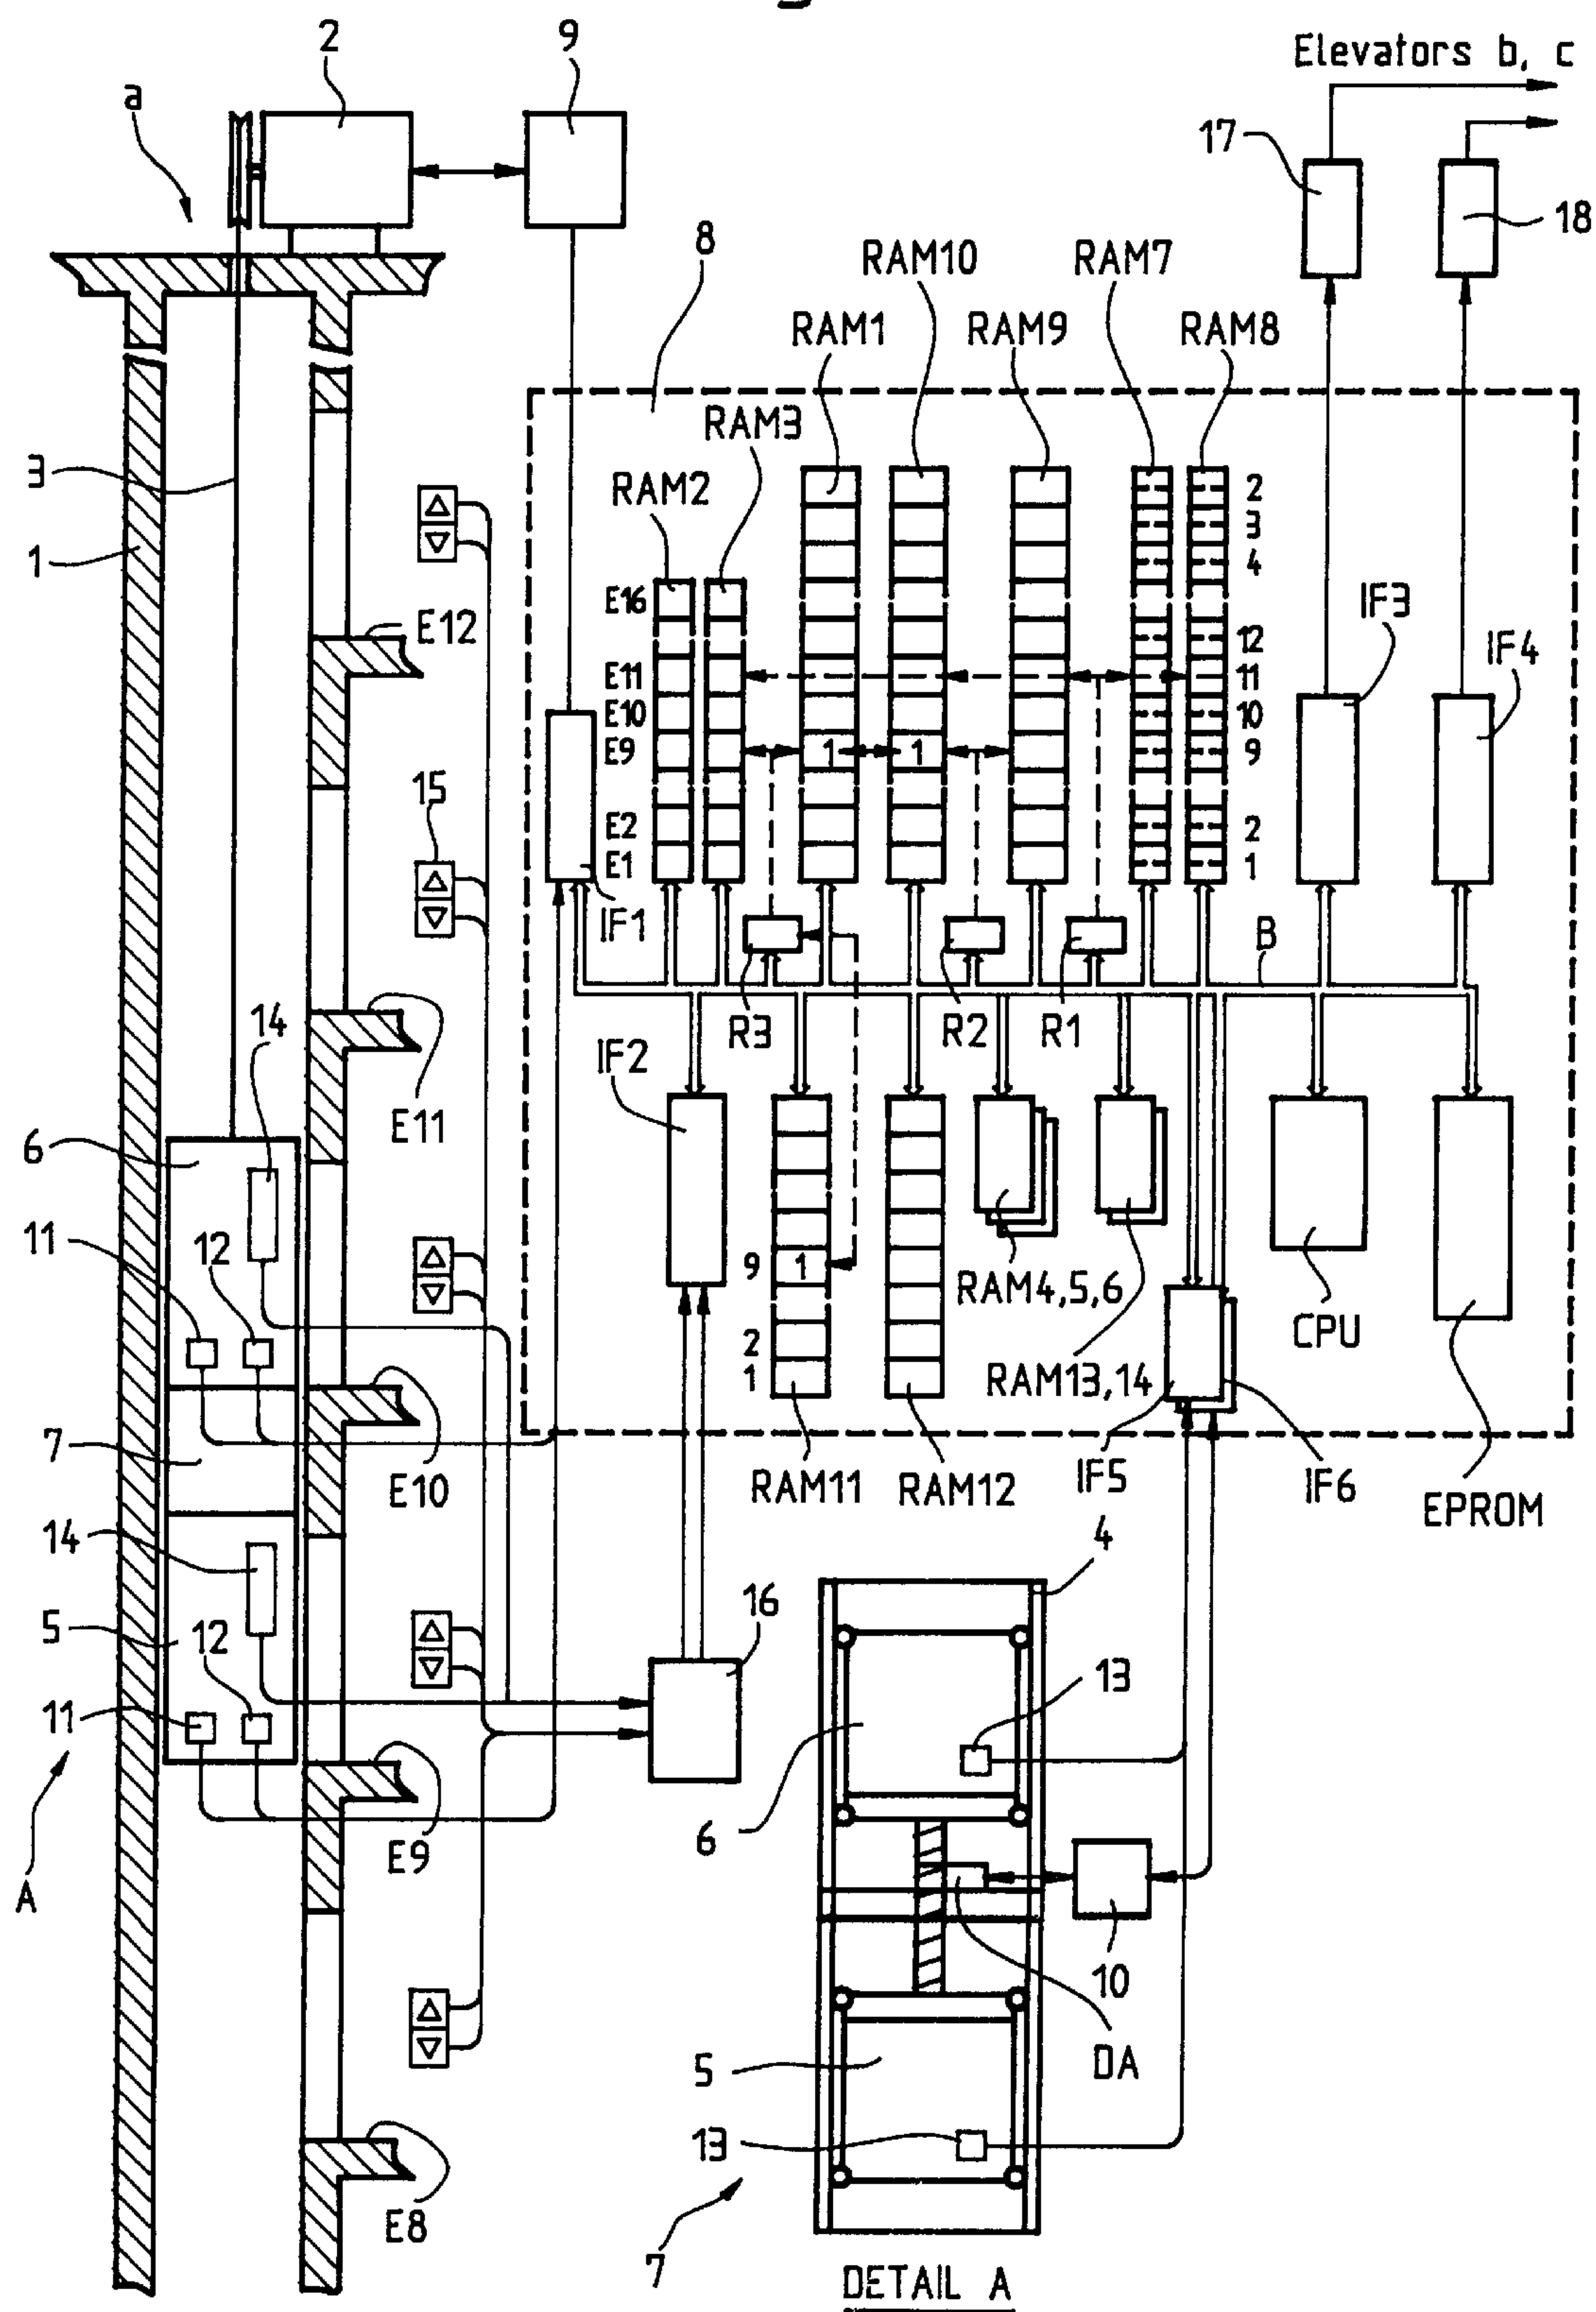 Elevators b, c
2
9
a
17
18
8
RAM10
RAM7
RAM1
RAM9
RAM8
RAM3
RAM2
3
1
2
3
4
E16
12
E11
11
E10
10
E9
1
1
9
E2
2
E1
1
IF3
IF4
E12
15
IF1
B
R3
R2
R1
14
IF2
E11
6
11
12
9
1
2
1
RAM4,5,6
RAM13,14
CPU
7
E10
RAM11
RAM12
IF5
IF6
EPROM
14
4
5
12
16
11
13
6
E9
A
10
DA
5
13
E8
7
DETAIL A